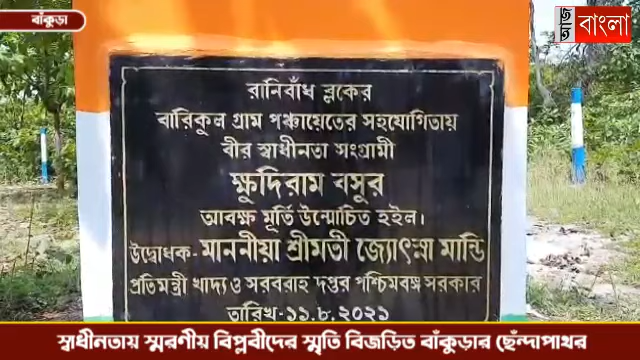 বাঁকুড়া
আজ বাংলা
রানিবাঁধ ব্লকের
বারিকুল গ্রাম পঞ্চায়েতের সহযোগিতায়
বীর স্বাধীনতা সংগ্রামী
ক্ষুদিরাম বসুর
আবক্ষ মূর্তি উন্মোচিত হইল।
উদ্বোধক- মাননীয়া শ্রীমতী জ্যোৎস্না মান্ডি
প্রতিমন্ত্রী খাদ্য ও সরবরাহ দপ্তর পশ্চিমবঙ্গ সরকার
তারিখ-১১.৮.২০২১
স্বাধীনতায় স্মরণীয় বিপ্লবীদের স্মৃতি বিজড়িত বাঁকুড়ার ছেঁন্দাপাথর